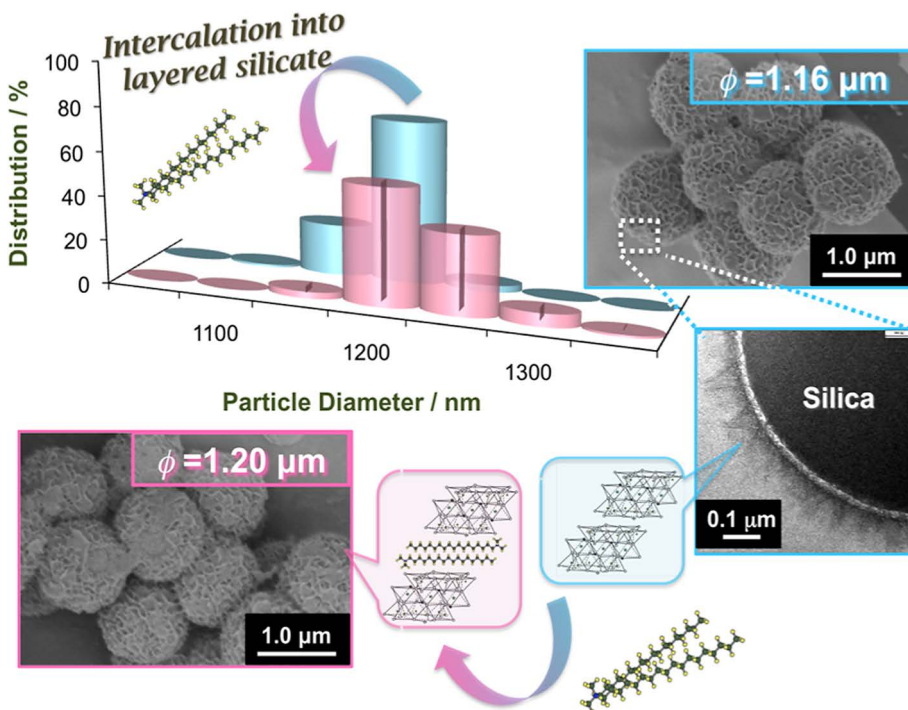 Intercalation into
layered silicate
Distribution / %
100
80
60
40
20
0
1100
1200
1300
Particle Diameter / nm
ϕ=1.16 μm
1.0 μm
Silica
0.1 μm
ϕ=1.20 μm
1.0 μm